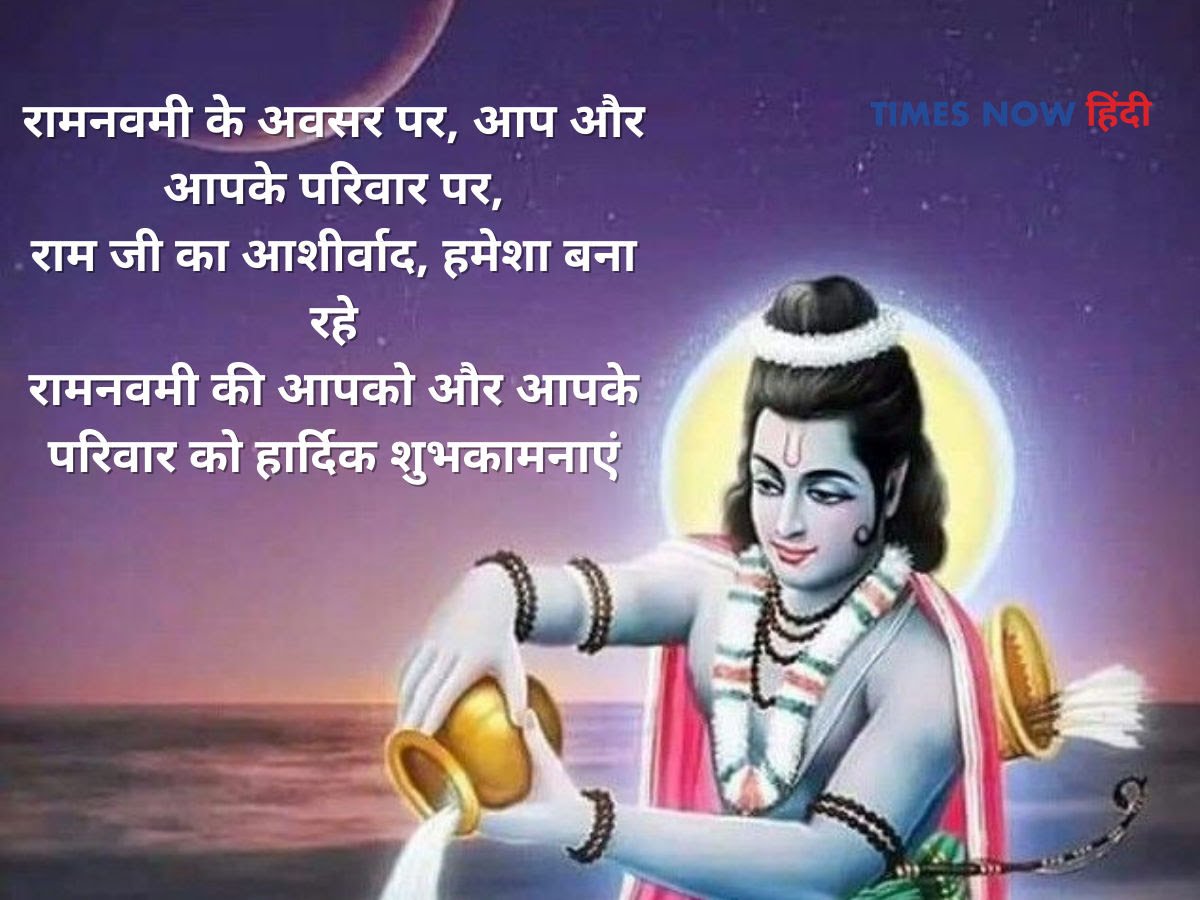 रामनवमी के अवसर पर, आप और
आपके परिवार पर,
राम जी का आशीर्वाद, हमेशा बना
रहे
रामनवमी की आपको और आपके
परिवार को हार्दिक शुभकामनाएं
TIMES NOW हिंदी